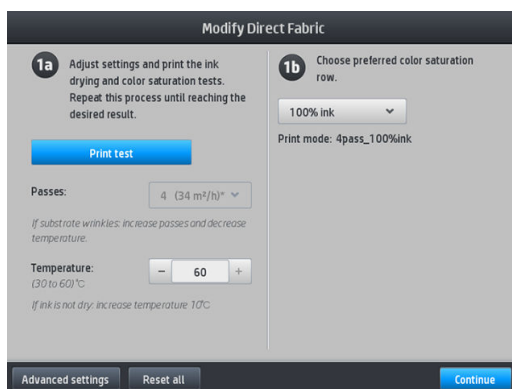 Modify Direct Fabric
1a
Adjust settings and print the ink
drying and color saturation tests.
Repeat this process until reaching the
desired result.
Print test
Passes:
4 (34 m²/h)*
If substrate wrinkles: increase passes and decrease
temperature.
Temperature:
(30 to 60)°C
− 60 +
If ink is not dry: increase temperature 10°C
1b
Choose preferred color saturation
row.
100% ink
Print mode: 4pass_100%ink
Advanced settings
Reset all
Continue